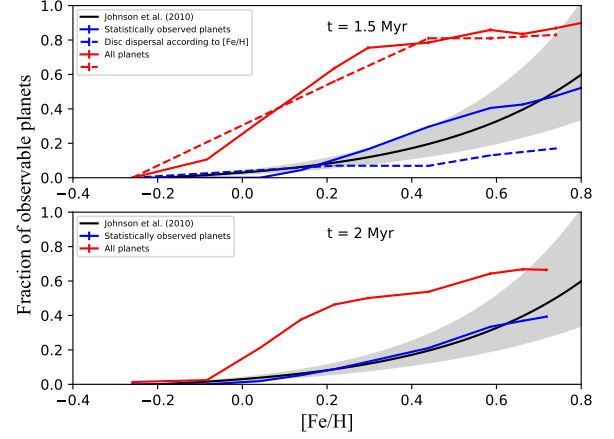 Fraction of observable planets
1.0
0.8
0.6
0.4
0.2
0.0
Johnson et al. (2010)
Statistically observed planets
Disc dispersal according to [Fe/H]
All planets
t = 1.5 Myr
−0.4 −0.2 0.0 0.2 0.4 0.6 0.8
1.0
0.8
0.6
0.4
0.2
0.0
Johnson et al. (2010)
Statistically observed planets
All planets
t = 2 Myr
−0.4 −0.2 0.0 0.2 0.4 0.6 0.8
[Fe/H]